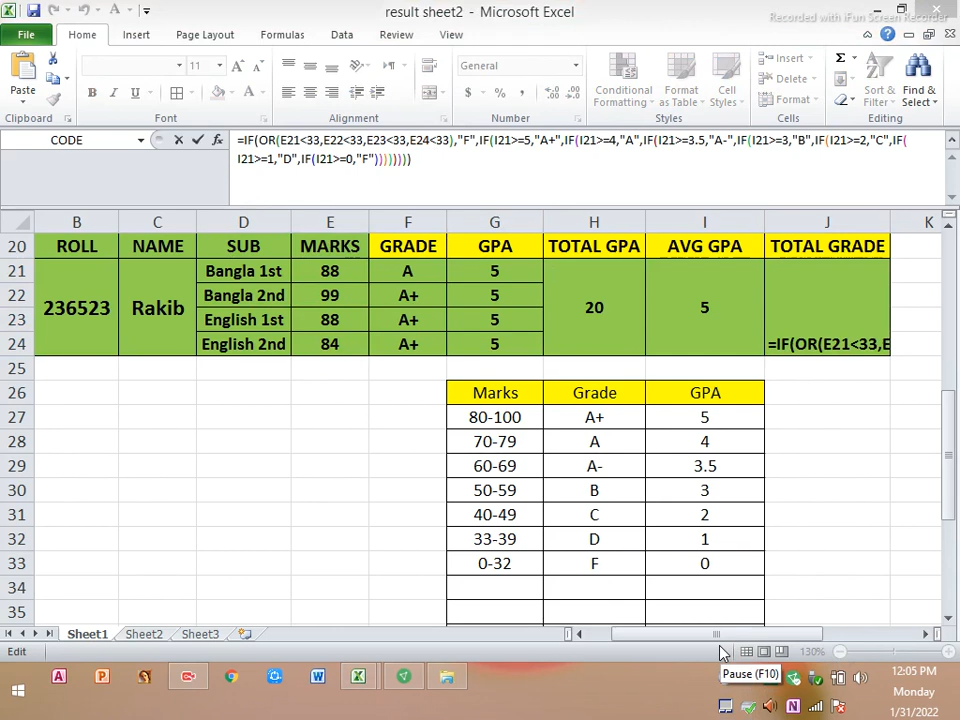 result sheet2 - Microsoft Excel
Recorded with iFun Screen Recorder
File Home Insert Page Layout Formulas Data Review View
Paste
11
General
Conditional Formatting
Format as Table
Cell Styles
Insert
Delete
Format
Sort & Filter
Find & Select
Clipboard Font Alignment Number Styles Cells Editing
CODE
=IF(OR(E21<33,E22<33,E23<33,E24<33),"F",IF(I21>=5,"A+",IF(I21>=4,"A",IF(I21>=3.5,"A-",IF(I21>=3,"B",IF(I21>=2,"C",IF(
I21>=1,"D",IF(I21>=0,"F"))))))))
B C D E F G H I J K
20 ROLL NAME SUB MARKS GRADE GPA TOTAL GPA AVG GPA TOTAL GRADE
21 Bangla 1st 88 A 5
22 Bangla 2nd 99 A+ 5
236523 Rakib 20 5
23 English 1st 88 A+ 5
24 English 2nd 84 A+ 5 =IF(OR(E21<33,E
25
26 Marks Grade GPA
27 80-100 A+ 5
28 70-79 A 4
29 60-69 A- 3.5
30 50-59 B 3
31 40-49 C 2
32 33-39 D 1
33 0-32 F 0
34
35
Sheet1 Sheet2 Sheet3
Edit
130%
Pause (F10)
12:05 PM
Monday
1/31/2022